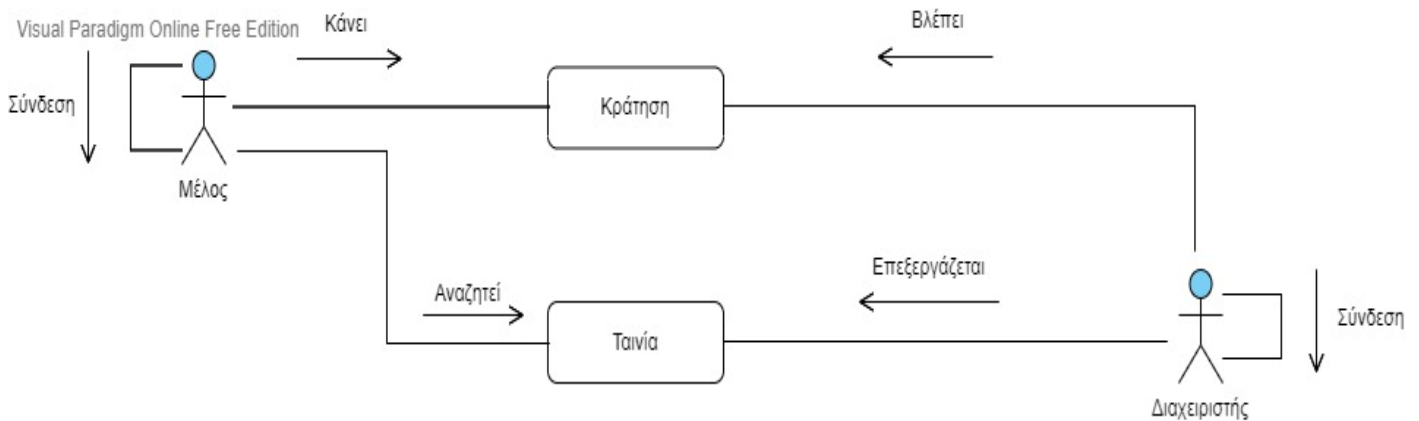 Visual Paradigm Online Free Edition
Κάνει
Βλέπει
Σύνδεση
Κράτηση
Μέλος
Αναζητεί
Επεξεργάζεται
Ταινία
Σύνδεση
Διαχειριστής